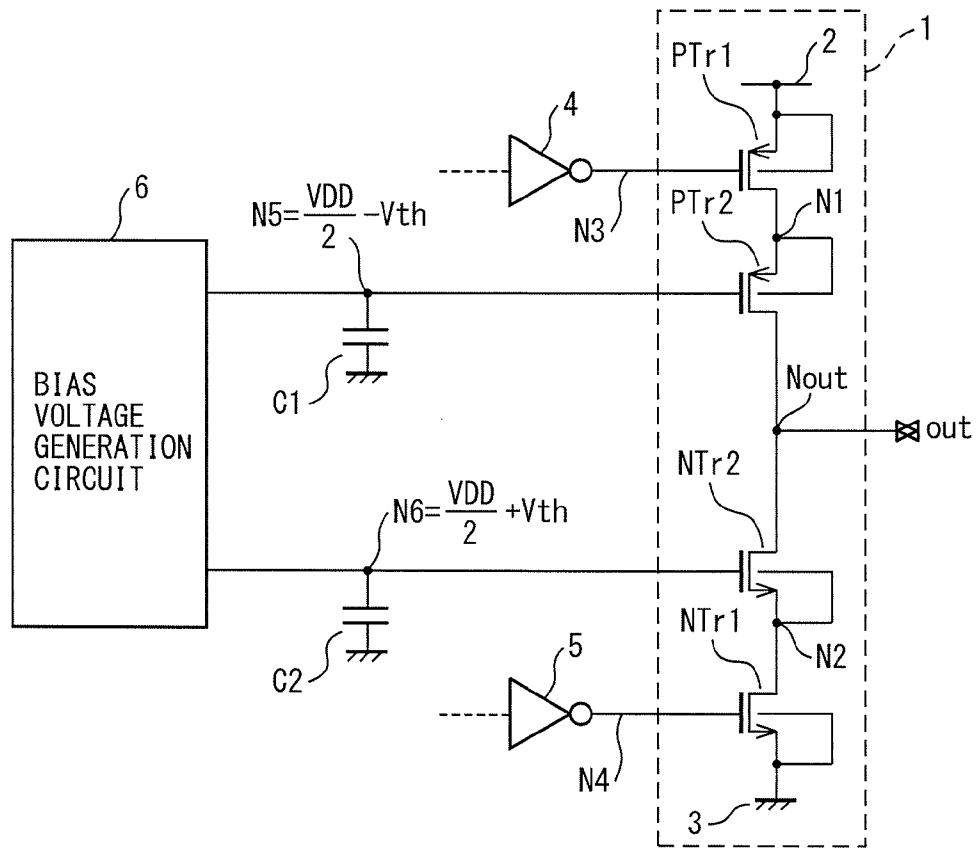 1
2
PTr1
4
6
N5=VDD/2-Vth
N3
PTr2
N1
BIAS
VOLTAGE
GENERATION
CIRCUIT
C1
Nout
out
NTr2
N6=VDD/2+Vth
NTr1
N2
C2
5
N4
3